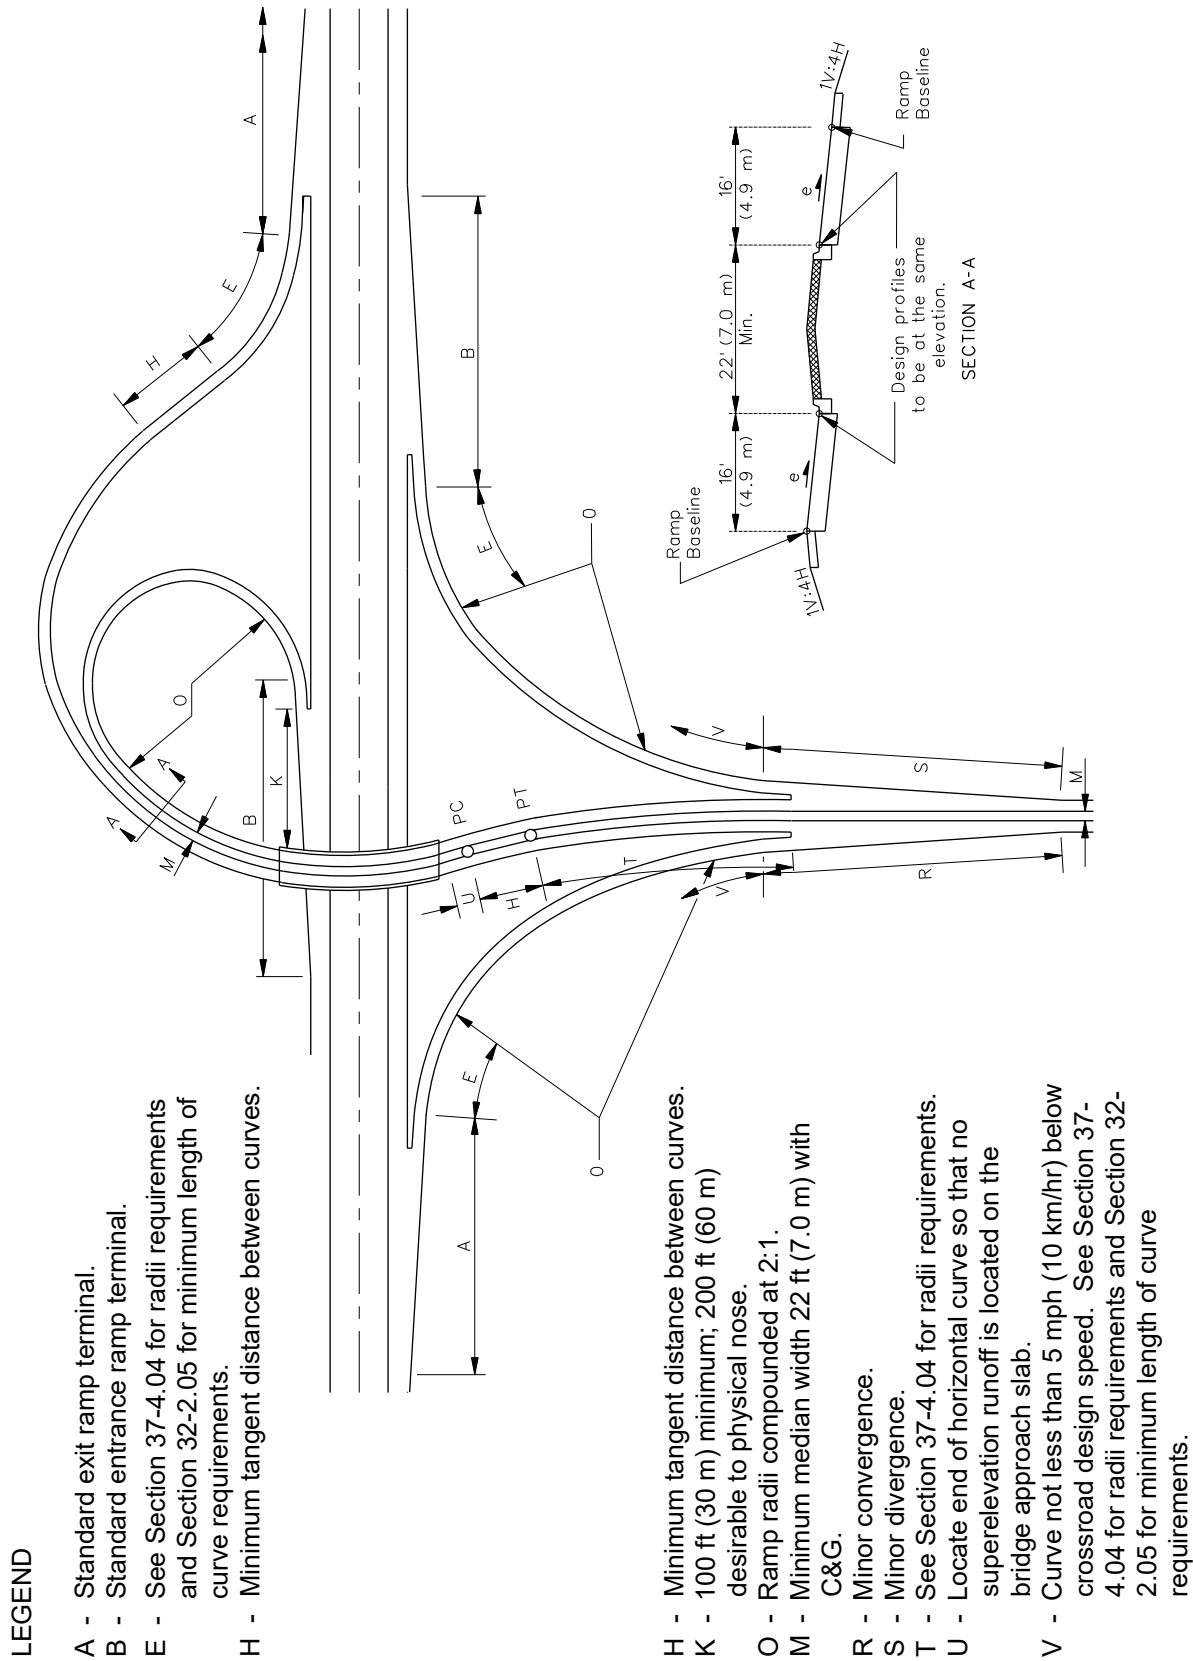 LEGEND
A - Standard exit ramp terminal.
B - Standard entrance ramp terminal.
E - See Section 37-4.04 for radii requirements
and Section 32-2.05 for minimum length of
curve requirements.
H - Minimum tangent distance between curves.
H - Minimum tangent distance between curves.
K - 100 ft (30 m) minimum; 200 ft (60 m)
desirable to physical nose.
O - Ramp radii compounded at 2:1.
M - Minimum median width 22 ft (7.0 m) with
C&G.
R - Minor convergence.
S - Minor divergence.
T - See Section 37-4.04 for radii requirements.
U - Locate end of horizontal curve so that no
superelevation runoff is located on the
bridge approach slab.
V - Curve not less than 5 mph (10 km/hr) below
crossroad design speed. See Section 37-
4.04 for radii requirements and Section 32-
2.05 for minimum length of curve
requirements.
A
E
H
O
A
A
K
B
M
B
PC
PT
U
H
T
E
O
V
V
S
M
R
E
A
O
Ramp
Baseline
1V:4H
16'
(4.9 m)
22' (7.0 m)
Min.
16'
(4.9 m)
e
e
1V:4H
Ramp
Baseline
Design profiles
to be at the same
elevation.
SECTION A-A